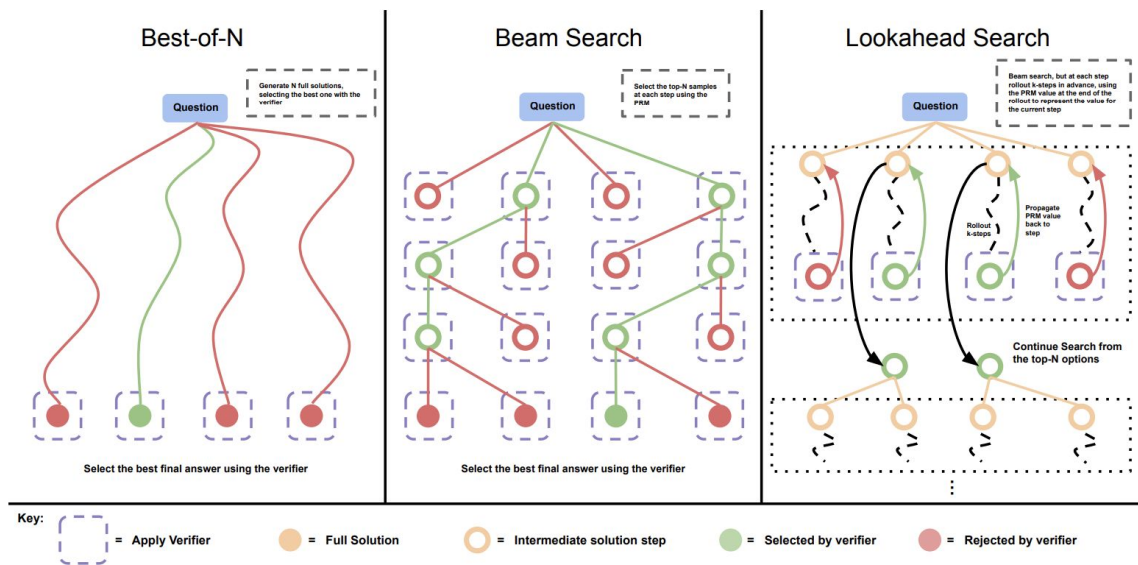 Best-of-N
Generate N full solutions,
selecting the best one with the
verifier
Question
Select the best final answer using the verifier
Beam Search
Select the top-N samples
at each step using the
PRM
Question
Select the best final answer using the verifier
Lookahead Search
Beam search, but at each step
rollout k-steps in advance, using
the PRM value at the end of the
rollout to represent the value for
the current step
Question
Rollout
k-steps
Propagate
PRM value
back to
step
Continue Search from
the top-N options
Key:
= Apply Verifier
= Full Solution
= Intermediate solution step
= Selected by verifier
= Rejected by verifier